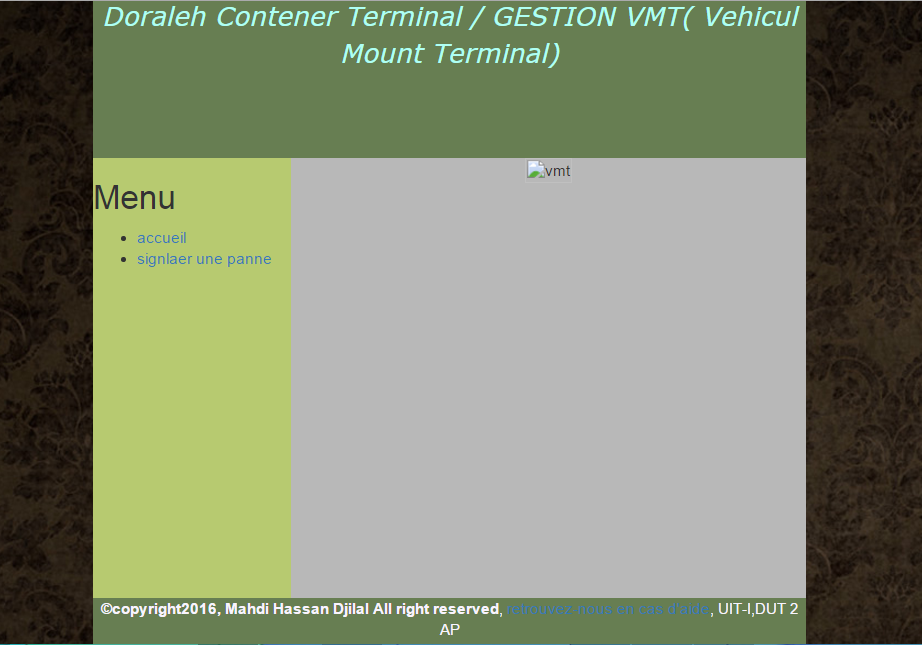 Doraleh Contener Terminal / GESTION VMT( Vehicul
Mount Terminal)
vmt
Menu
accueil
signlaer une panne
©copyright2016, Mahdi Hassan Djilal All right reserved, retrouvez-nous en cas d'aide, UIT-I,DUT 2
AP